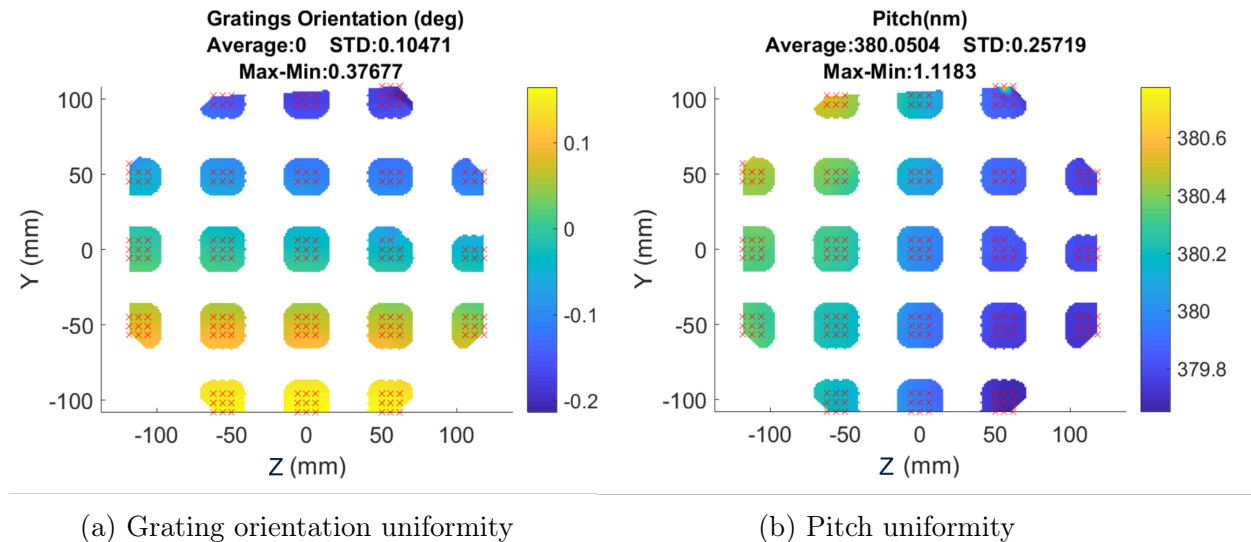 Gratings Orientation (deg)
Average:0 STD:0.10471
Max-Min:0.37677
100
50
0
-50
-100
Y (mm)
-100
-50
0
50
100
Z (mm)
0.1
0
-0.1
-0.2
(a) Grating orientation uniformity
Pitch(nm)
Average:380.0504 STD:0.25719
Max-Min:1.1183
100
50
0
-50
-100
Y (mm)
-100
-50
0
50
100
Z (mm)
380.6
380.4
380.2
380
379.8
(b) Pitch uniformity